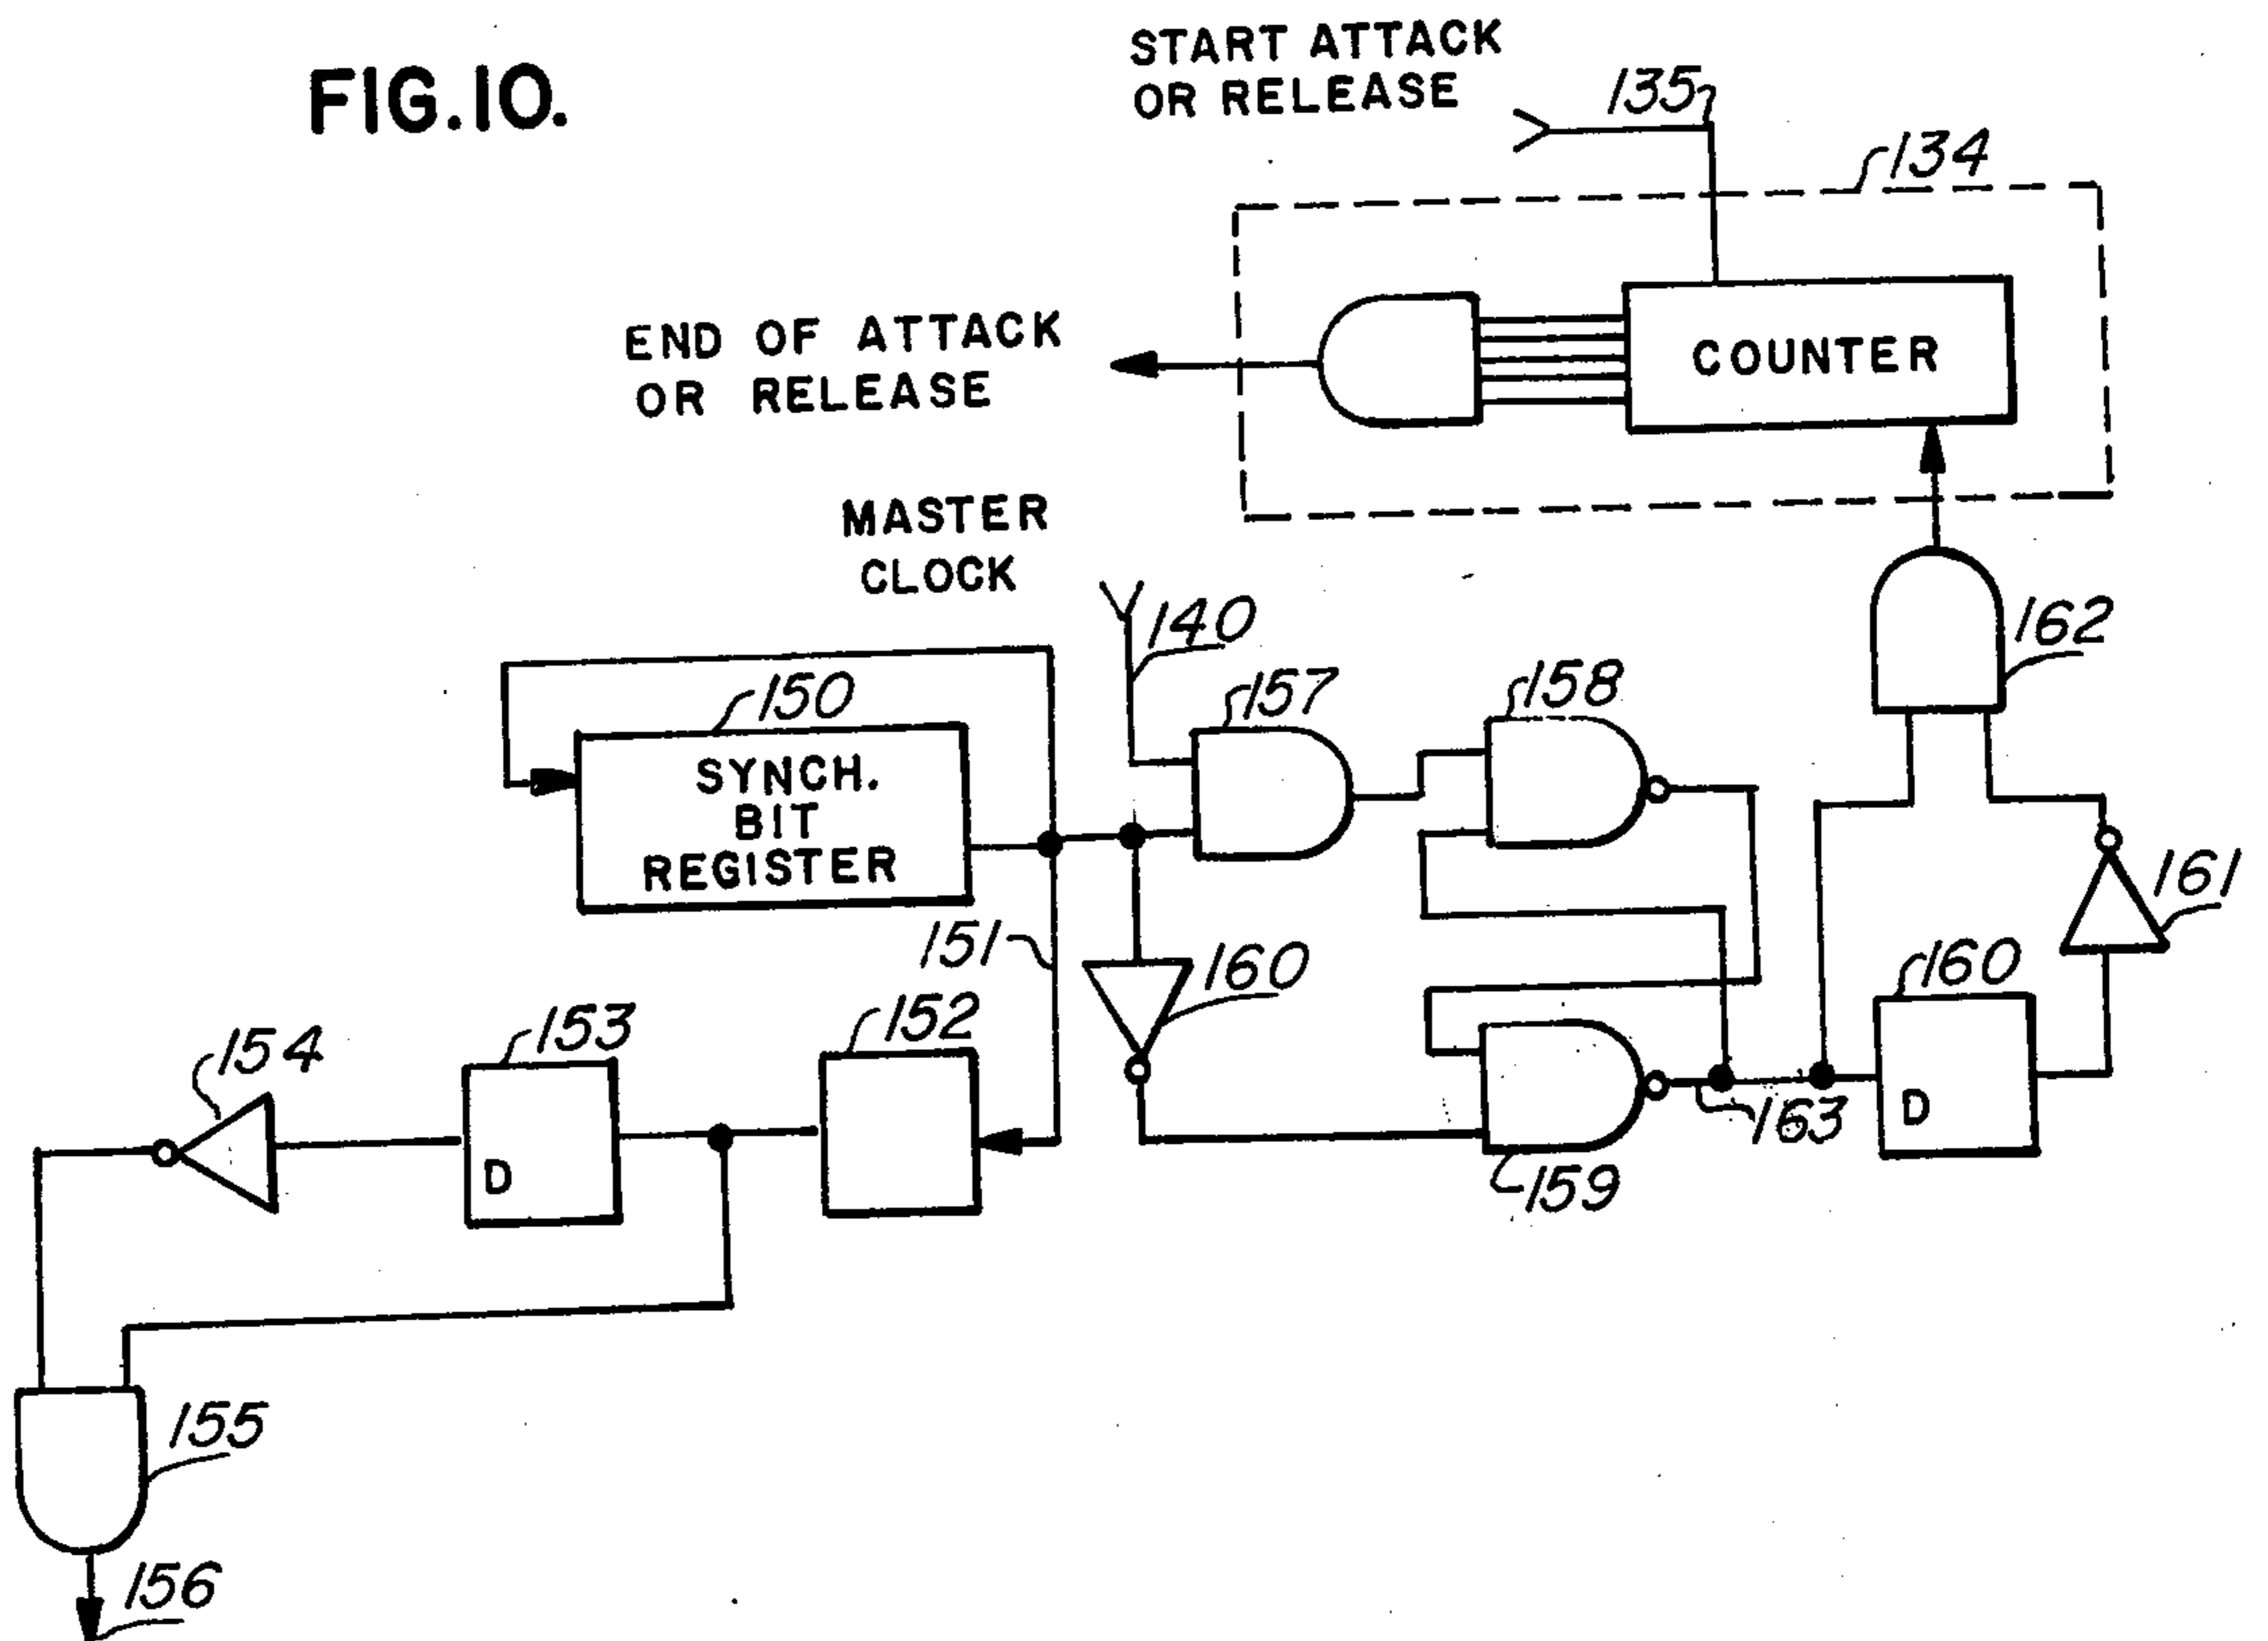 FIG.10.
START ATTACK
OR RELEASE
135
134
END OF ATTACK
OR RELEASE
COUNTER
MASTER
CLOCK
140
162
150
157
158
SYNCH.
BIT
REGISTER
161
151
160
160
154
153
152
D
D
163
159
155
156